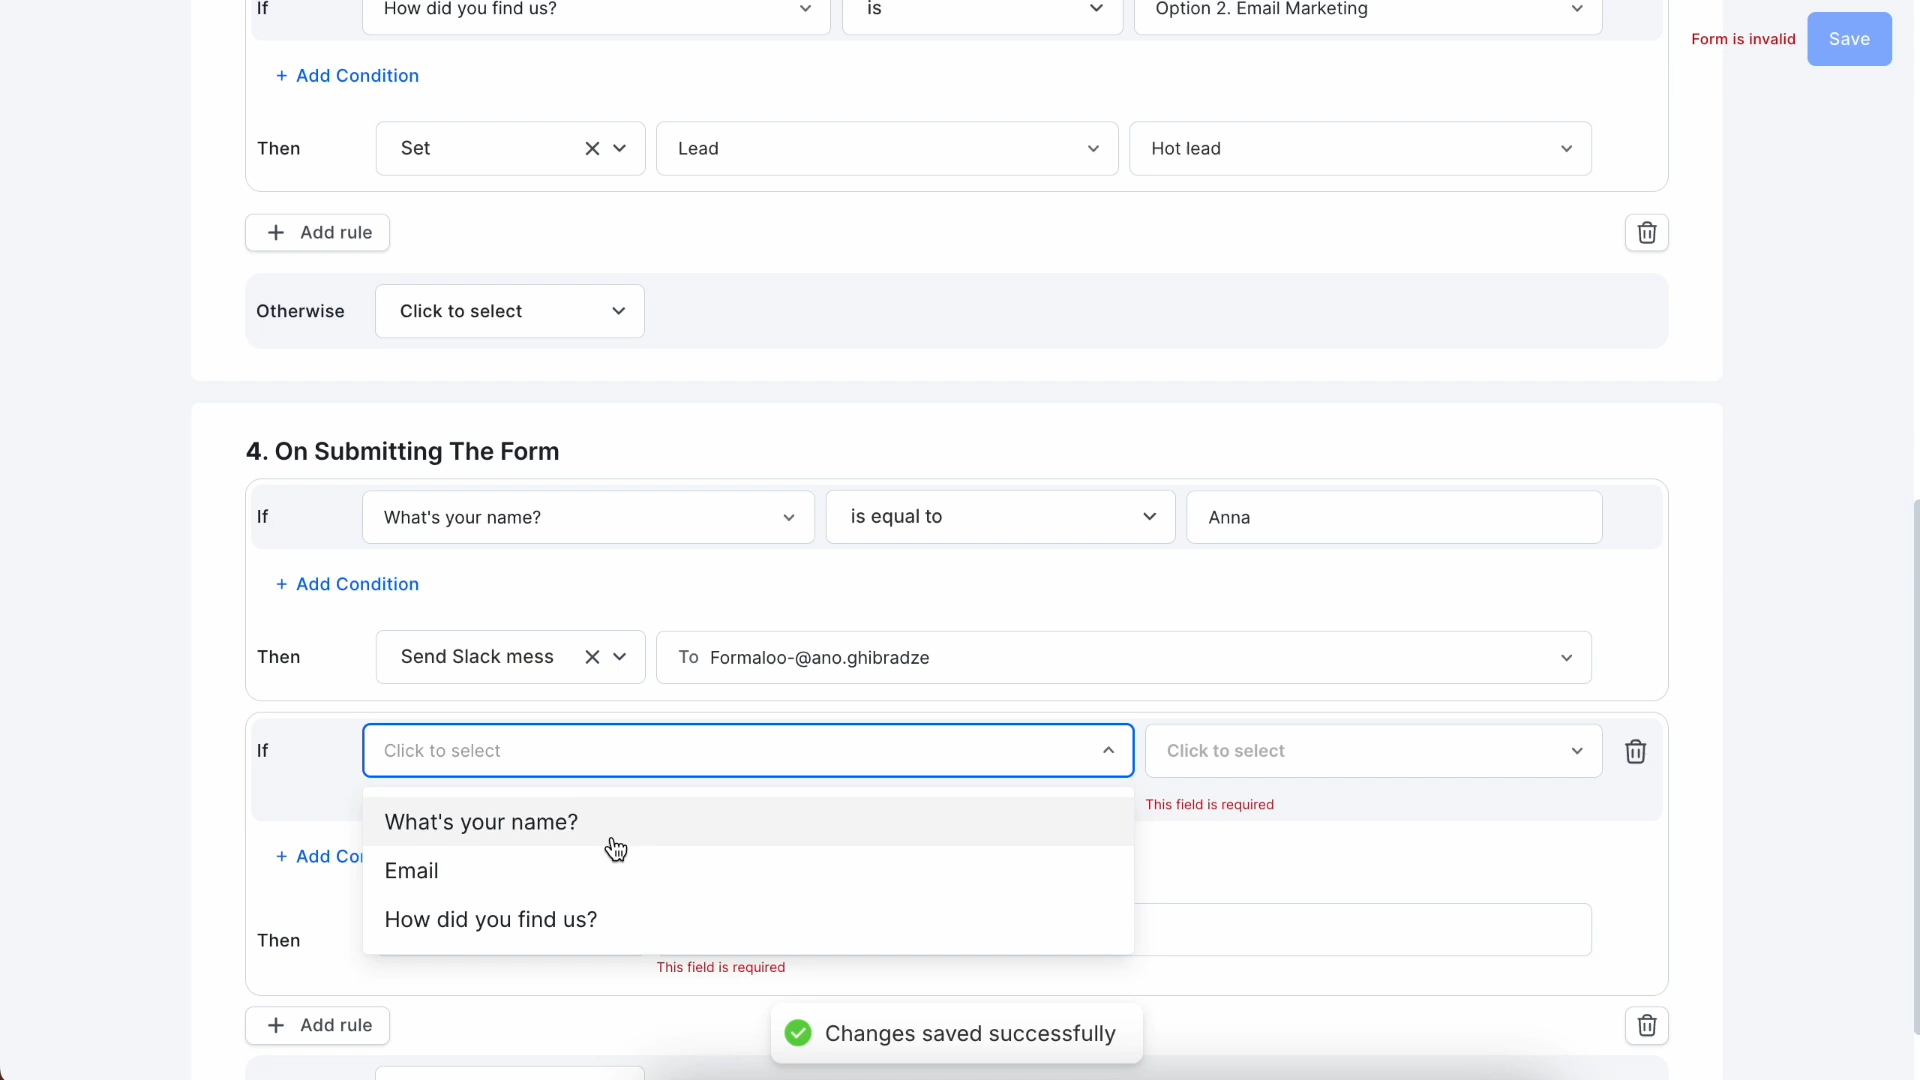 If How did you find us? is Option 2. Email Marketing
Form is invalid Save
+ Add Condition
Then Set Lead Hot lead
+ Add rule
Otherwise Click to select
4. On Submitting The Form
If What's your name? is equal to Anna
+ Add Condition
Then Send Slack mess To Formaloo-@ano.ghibradze
If Click to select Click to select
This field is required
What's your name?
+ Add Co
Email
How did you find us?
Then
This field is required
+ Add rule
Changes saved successfully